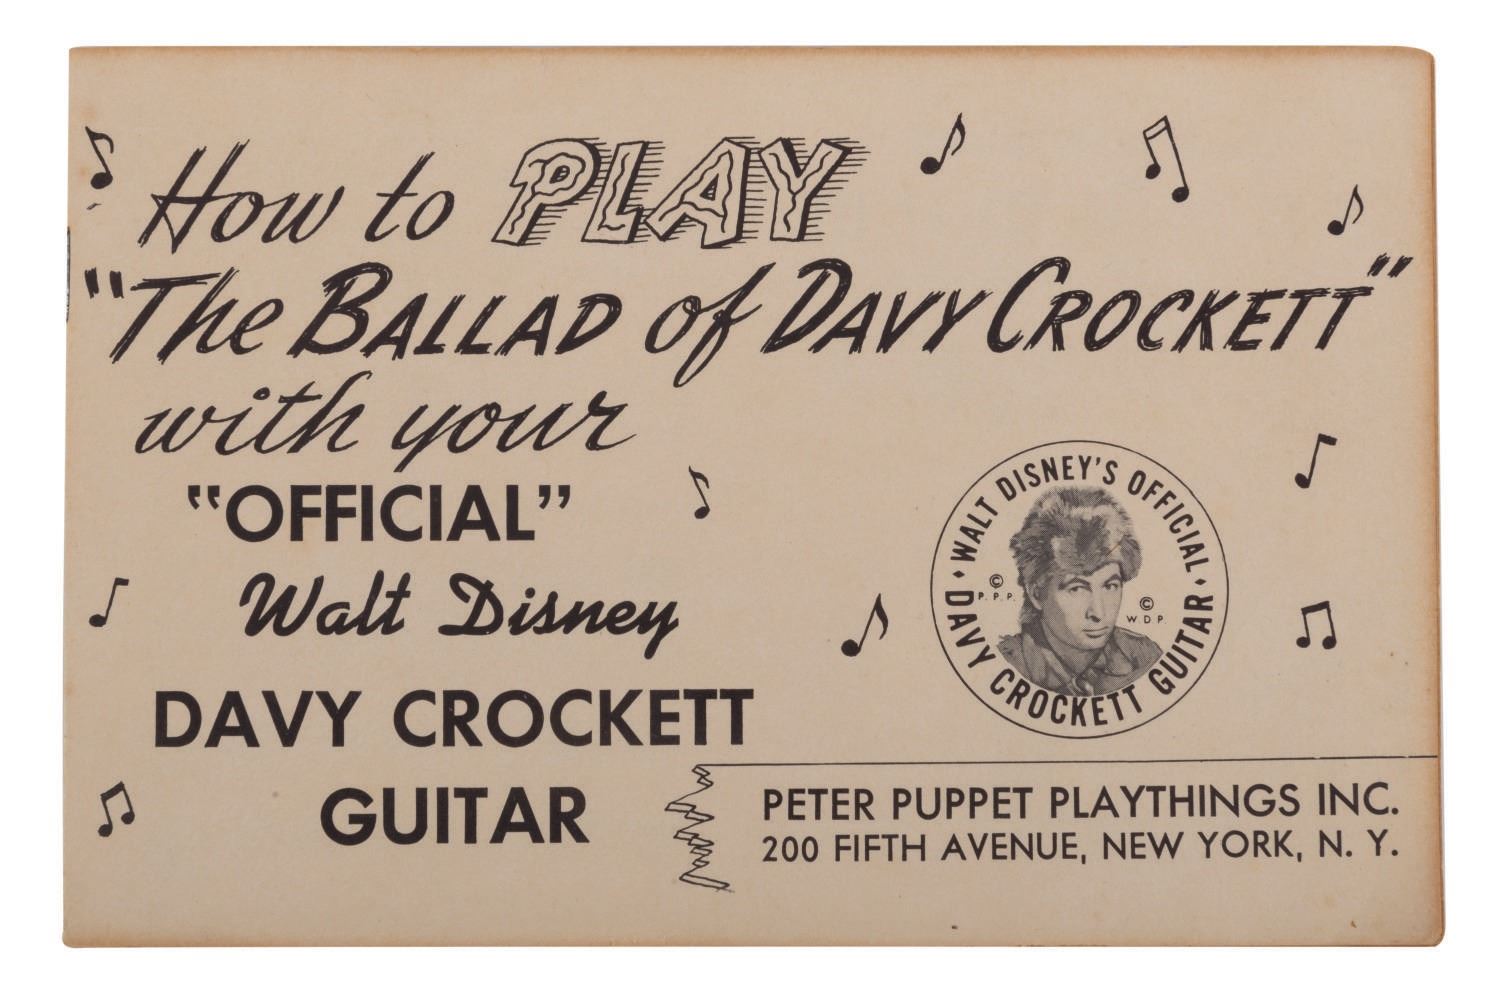 How to PLAY
"The BALLAD of DAVY CROCKETT"
with your
"OFFICIAL"
Walt Disney
DAVY CROCKETT
GUITAR
• WALT DISNEY'S OFFICIAL •
DAVY CROCKETT GUITAR
© P. P. P.
© W D P
PETER PUPPET PLAYTHINGS INC.
200 FIFTH AVENUE, NEW YORK, N. Y.